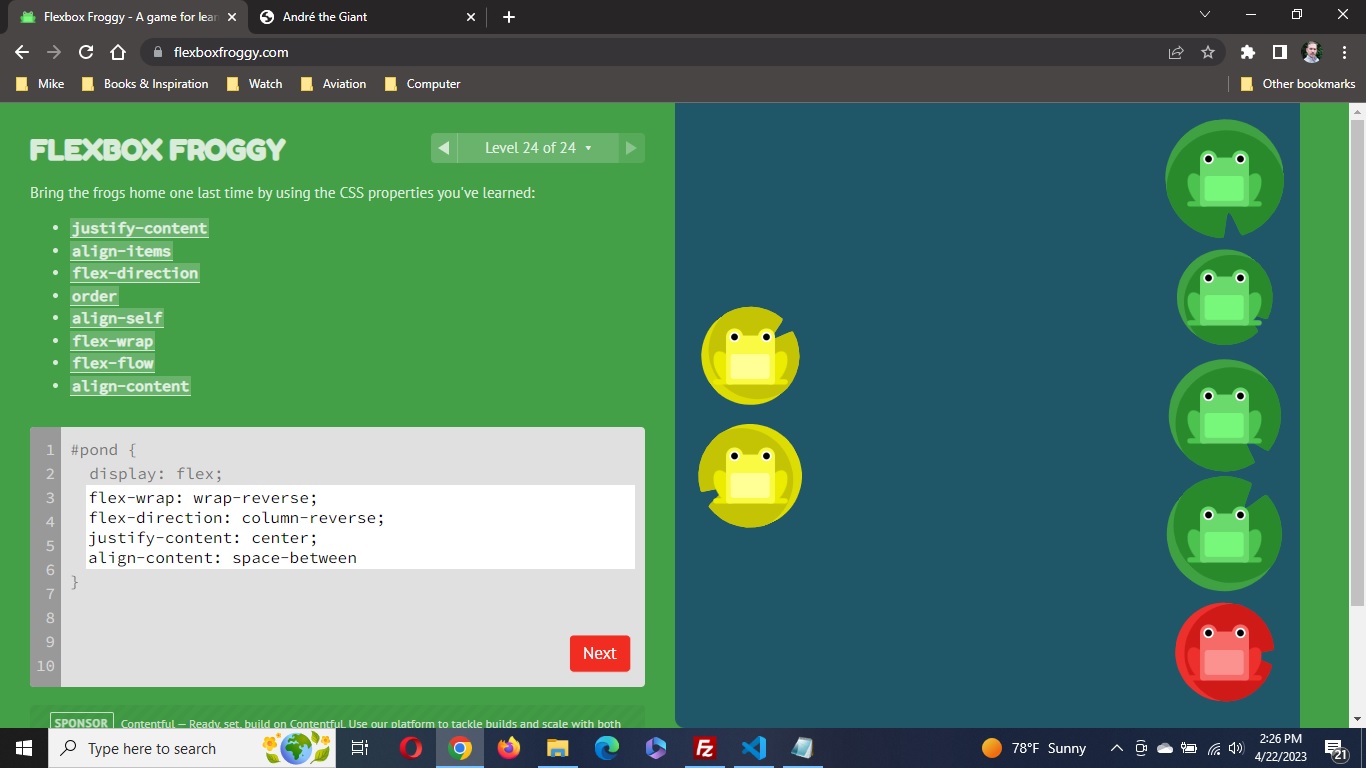 Flexbox Froggy - A game for lear
André the Giant
flexboxfroggy.com
Mike
Books & Inspiration
Watch
Aviation
Computer
Other bookmarks
FLEXBOX FROGGY
Level 24 of 24
Bring the frogs home one last time by using the CSS properties you've learned:
justify-content
align-items
flex-direction
order
align-self
flex-wrap
flex-flow
align-content
1 #pond {
2 display: flex;
3 flex-wrap: wrap-reverse;
4 flex-direction: column-reverse;
5 justify-content: center;
6 align-content: space-between
7 }
8
9
10
Next
SPONSOR Contentful — Ready, set, build on Contentful. Use our platform to tackle builds and scale with both
Type here to search
Fz
78°F Sunny
2:26 PM
4/22/2023
21